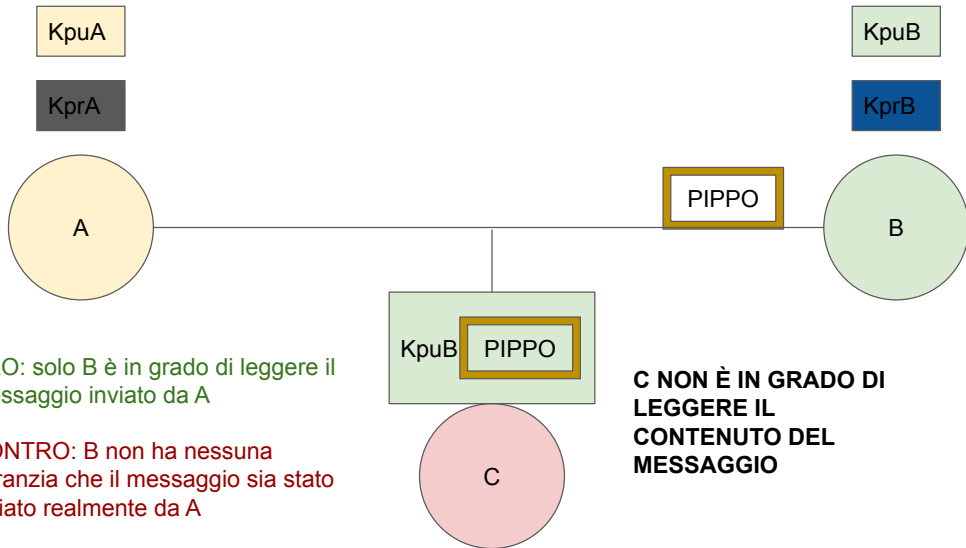 KpuA
KpuB
KprA
KprB
PIPPO
A
B
KpuB
PIPPO
O: solo B è in grado di leggere il
essaggio inviato da A
C NON È IN GRADO DI
LEGGERE IL
CONTENUTO DEL
MESSAGGIO
ONTRO: B non ha nessuna
ranzia che il messaggio sia stato
iato realmente da A
C